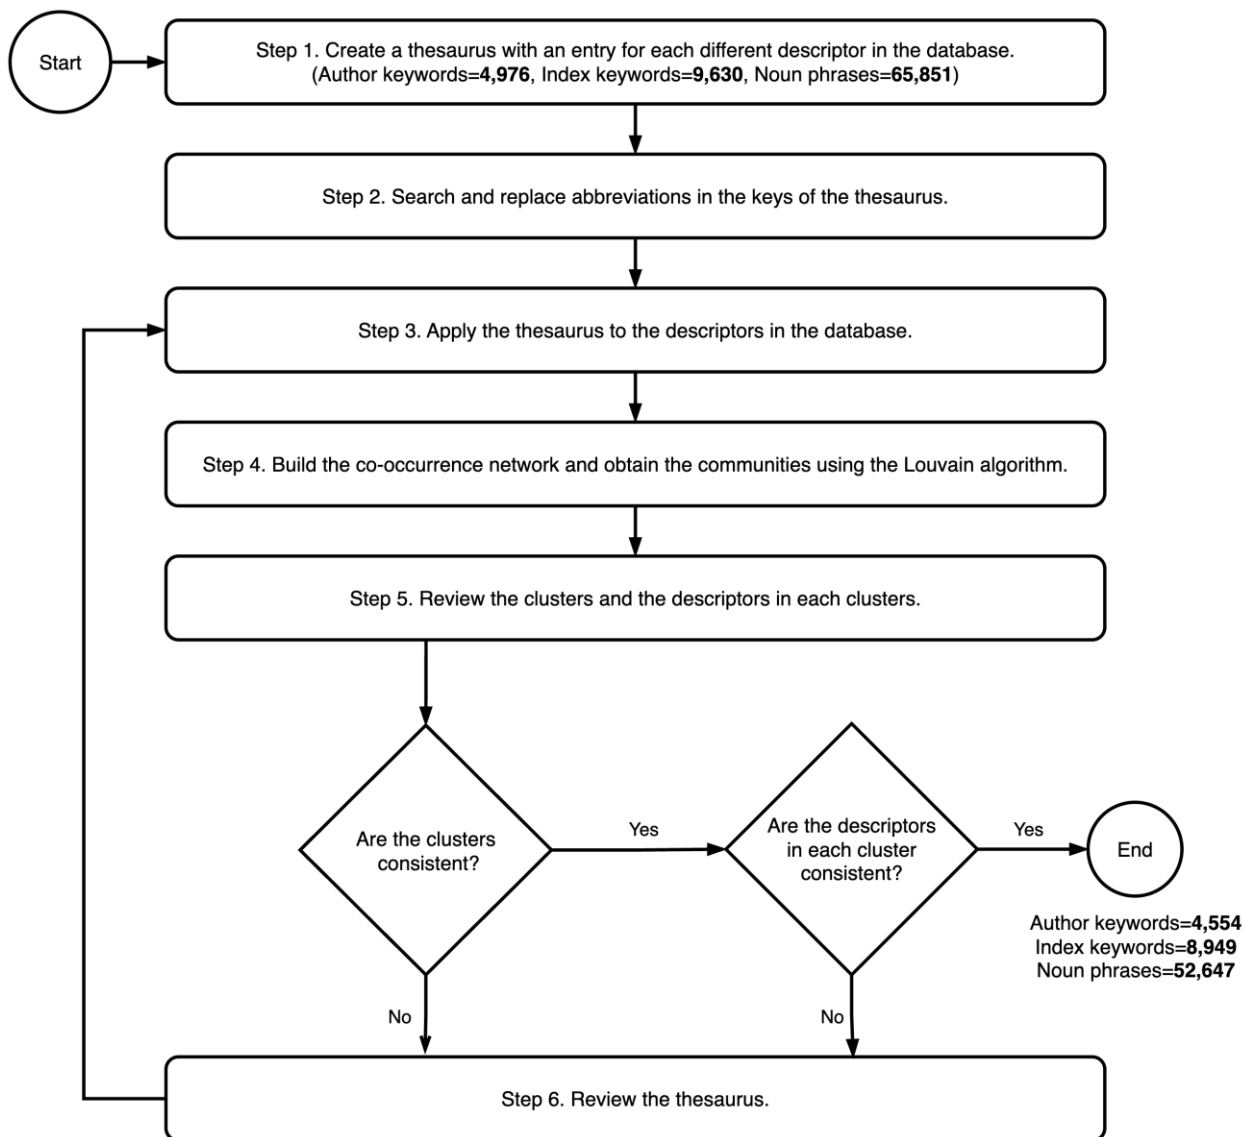 Start
Step 1. Create a thesaurus with an entry for each different descriptor in the database.
(Author keywords=4,976, Index keywords=9,630, Noun phrases=65,851)
Step 2. Search and replace abbreviations in the keys of the thesaurus.
Step 3. Apply the thesaurus to the descriptors in the database.
Step 4. Build the co-occurrence network and obtain the communities using the Louvain algorithm.
Step 5. Review the clusters and the descriptors in each clusters.
Are the clusters
consistent?
Yes
Are the descriptors
in each cluster
consistent?
Yes
End
Author keywords=4,554
Index keywords=8,949
Noun phrases=52,647
No
No
Step 6. Review the thesaurus.